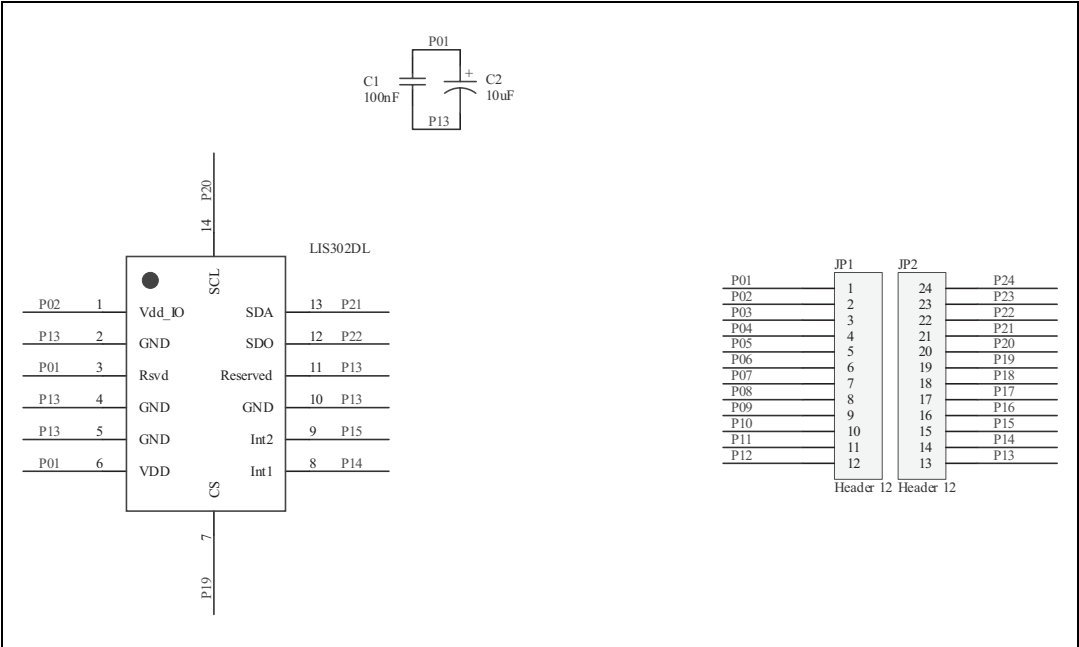 P01
C1
100nF
+
C2
10uF
P13
P20
14
LIS302DL
SCL
P02 1 Vdd_IO SDA 13 P21
P13 2 GND SDO 12 P22
P01 3 Rsvd Reserved 11 P13
P13 4 GND GND 10 P13
P13 5 GND Int2 9 P15
P01 6 VDD Int1 8 P14
CS
7
P19
JP1 JP2
P01 1 24 P24
P02 2 23 P23
P03 3 22 P22
P04 4 21 P21
P05 5 20 P20
P06 6 19 P19
P07 7 18 P18
P08 8 17 P17
P09 9 16 P16
P10 10 15 P15
P11 11 14 P14
P12 12 13 P13
Header 12 Header 12